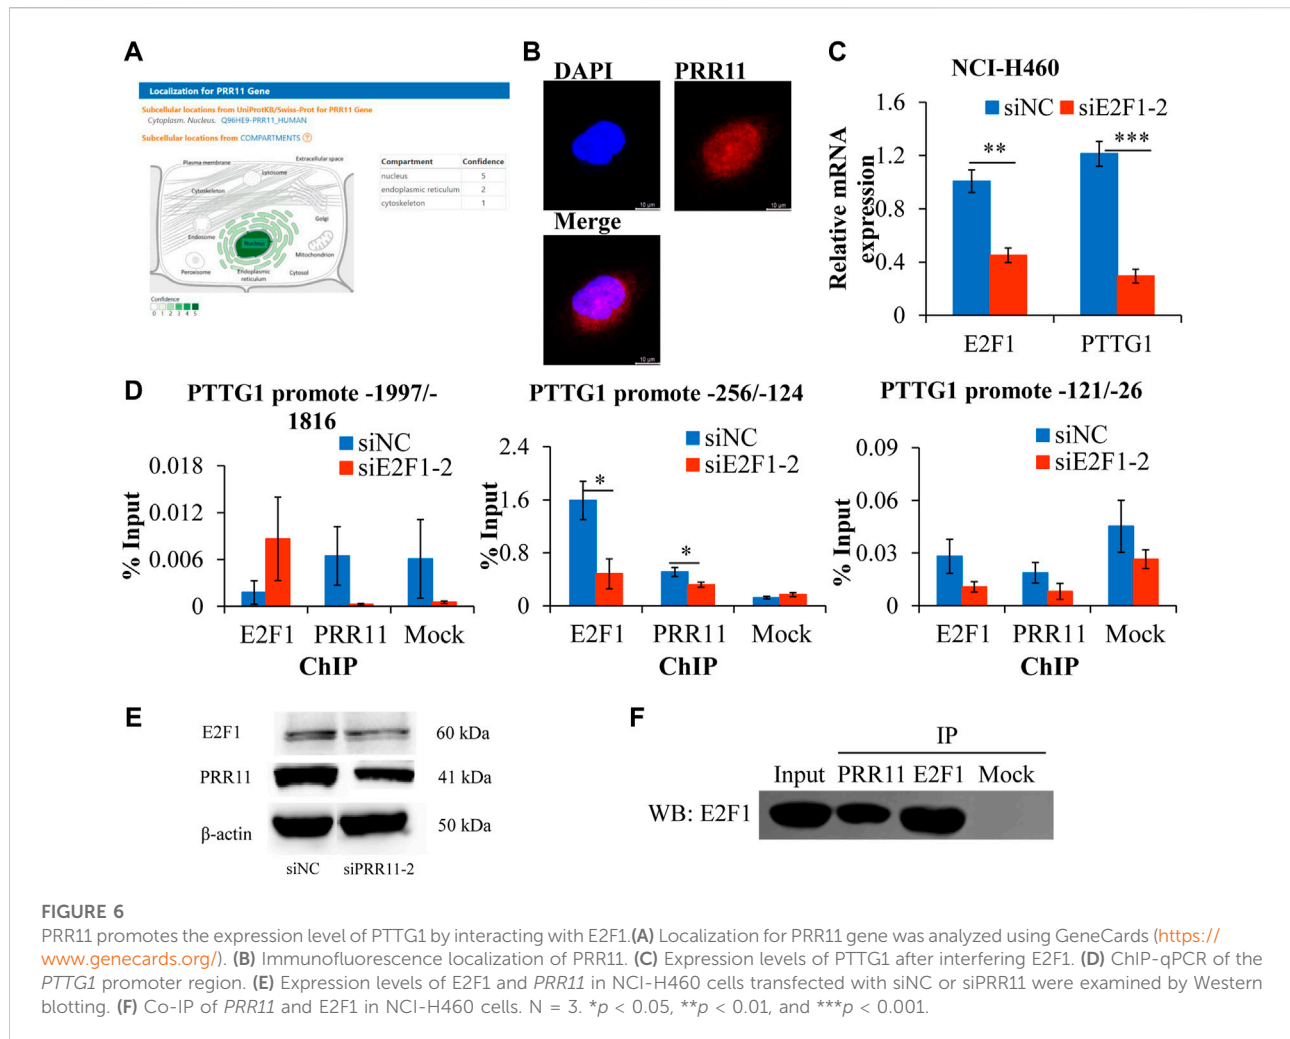 A
Localization for PRR11 Gene
Subcellular locations from UniProtKB/Swiss-Prot for PRR11 Gene
Cytoplasm. Nucleus. Q96HE9-PRR11_HUMAN
Subcellular locations from COMPARTMENTS ?
Plasma membrane
Extracellular space
Lysosome
Cytoskeleton
Golgi
Endosome
Nucleus
Mitochondrion
Peroxisome
Endoplasmic
reticulum
Cytosol
Confidence
0 1 2 3 4 5
Compartment Confidence
nucleus 5
endoplasmic reticulum 2
cytoskeleton 1
B
DAPI PRR11
10 μm 10 μm
Merge
10 μm
C
NCI-H460
siNC siE2F1-2
Relative mRNA
expression
1.6
1.2
0.8
0.4
0
** ***
E2F1 PTTG1
D
PTTG1 promote -1997/-
1816
siNC
siE2F1-2
% Input
0.018
0.012
0.006
0
E2F1 PRR11 Mock
ChIP
PTTG1 promote -256/-124
siNC
siE2F1-2
% Input
2.4
1.6
0.8
0
* *
E2F1 PRR11 Mock
ChIP
PTTG1 promote -121/-26
siNC
siE2F1-2
% Input
0.09
0.06
0.03
0
E2F1 PRR11 Mock
ChIP
E
E2F1 60 kDa
PRR11 41 kDa
β-actin 50 kDa
siNC siPRR11-2
F
IP
Input PRR11 E2F1 Mock
WB: E2F1
FIGURE 6
PRR11 promotes the expression level of PTTG1 by interacting with E2F1.(A) Localization for PRR11 gene was analyzed using GeneCards (https://
www.genecards.org/). (B) Immunofluorescence localization of PRR11. (C) Expression levels of PTTG1 after interfering E2F1. (D) ChIP-qPCR of the
PTTG1 promoter region. (E) Expression levels of E2F1 and PRR11 in NCI-H460 cells transfected with siNC or siPRR11 were examined by Western
blotting. (F) Co-IP of PRR11 and E2F1 in NCI-H460 cells. N = 3. *p < 0.05, **p < 0.01, and ***p < 0.001.